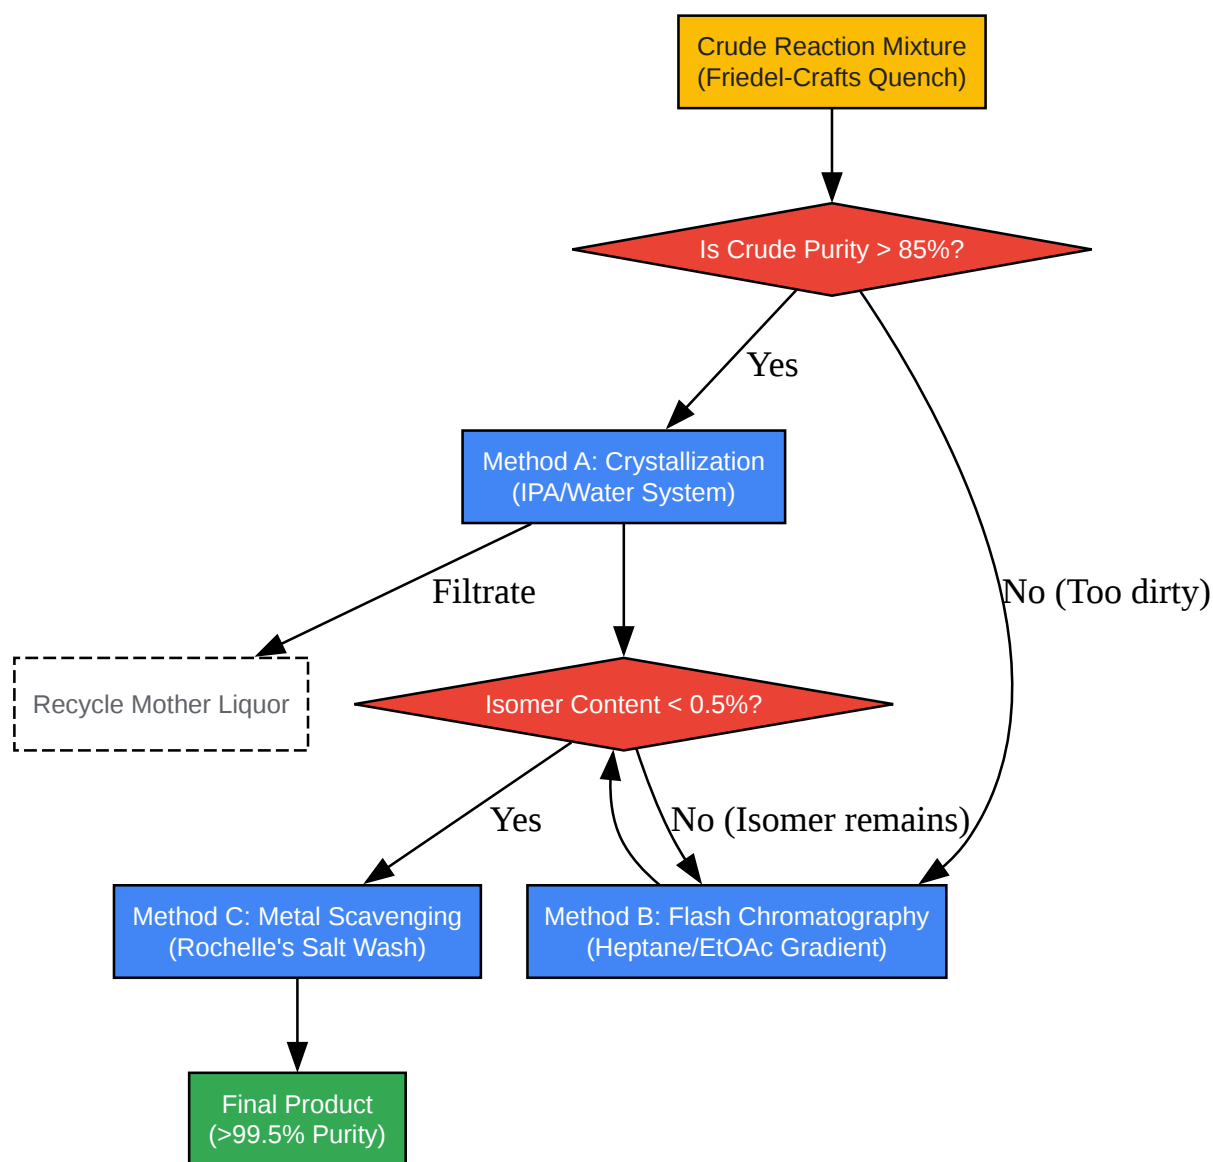 Crude Reaction Mixture
(Friedel-Crafts Quench)
Is Crude Purity > 85%?
Yes
Method A: Crystallization
(IPA/Water System)
Filtrate
No (Too dirty)
Recycle Mother Liquor
Isomer Content < 0.5%?
Yes
No (Isomer remains)
Method C: Metal Scavenging
(Rochelle's Salt Wash)
Method B: Flash Chromatography
(Heptane/EtOAc Gradient)
Final Product
(>99.5% Purity)